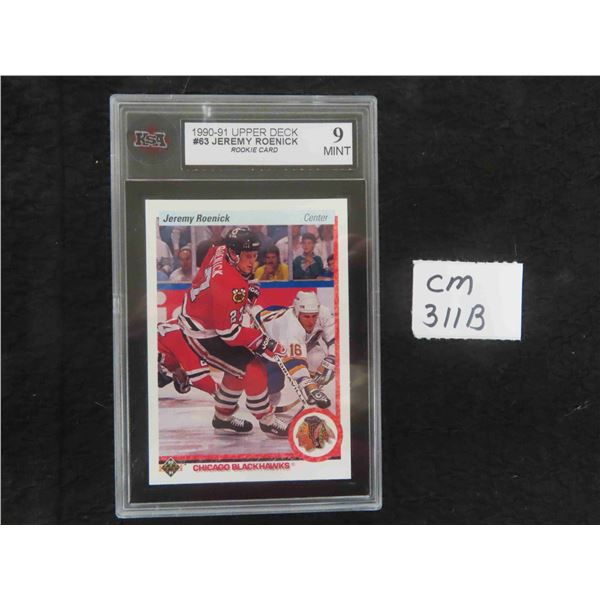 KSA
1990-91 UPPER DECK
#63 JEREMY ROENICK
ROOKIE CARD
9
MINT
Jeremy Roenick
Center
ROENICK
27
16
CHICAGO BLACKHAWKS
CM
311B